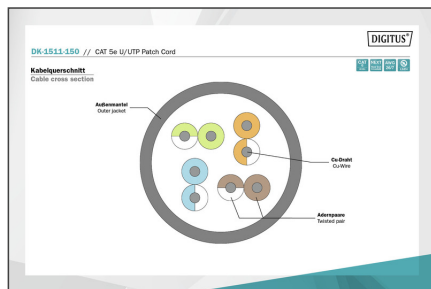 DIGITUS®
DK-1511-150 // CAT 5e U/UTP Patch Cord
Kabelquerschnitt
Cable cross section
Außenmantel
Outer jacket
Cu-Draht
Cu-Wire
Adernpaare
Twisted pair